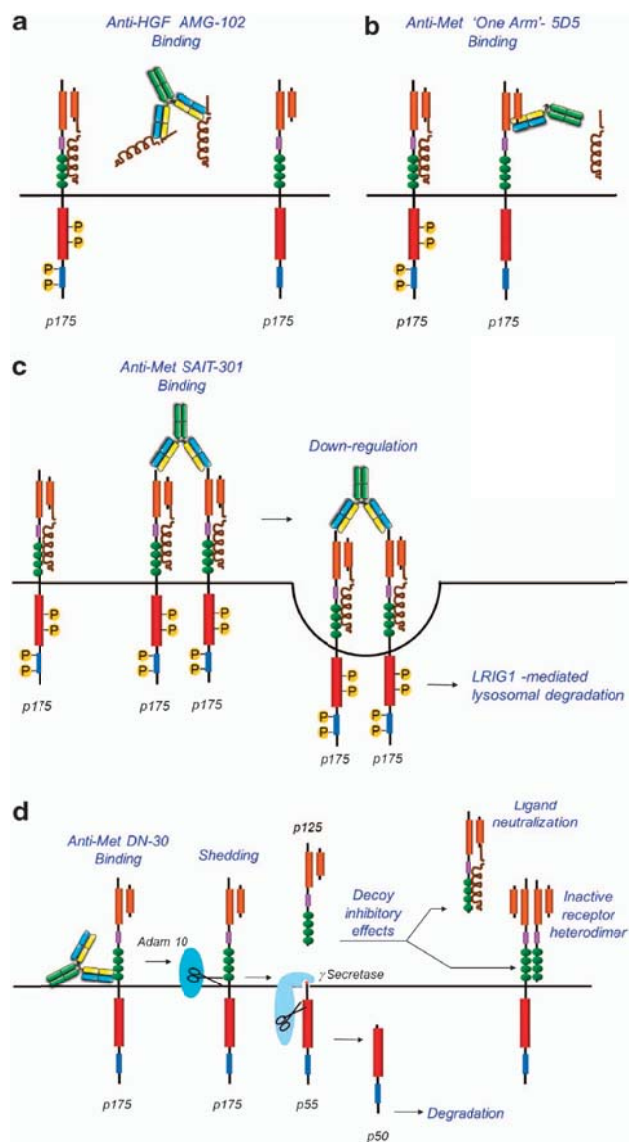 a
Anti-HGF AMG-102
Binding
P
P
P
P
p175
p175
b
Anti-Met 'One Arm'- 5D5
Binding
P
P
P
P
p175
p175
c
Anti-Met SAIT-301
Binding
Down-regulation
P
P
P
P
p175
P
P
P
P
p175
P
P
P
P
p175
P
P
P
P
p175
P
P
P
P
p175
LRIG1 -mediated
lysosomal degradation
d
Anti-Met DN-30
Binding
Shedding
p125
Ligand
neutralization
Decoy
inhibitory
effects
Inactive
receptor
heterodimer
Adam 10
γ Secretase
p175
p175
p55
p50
Degradation